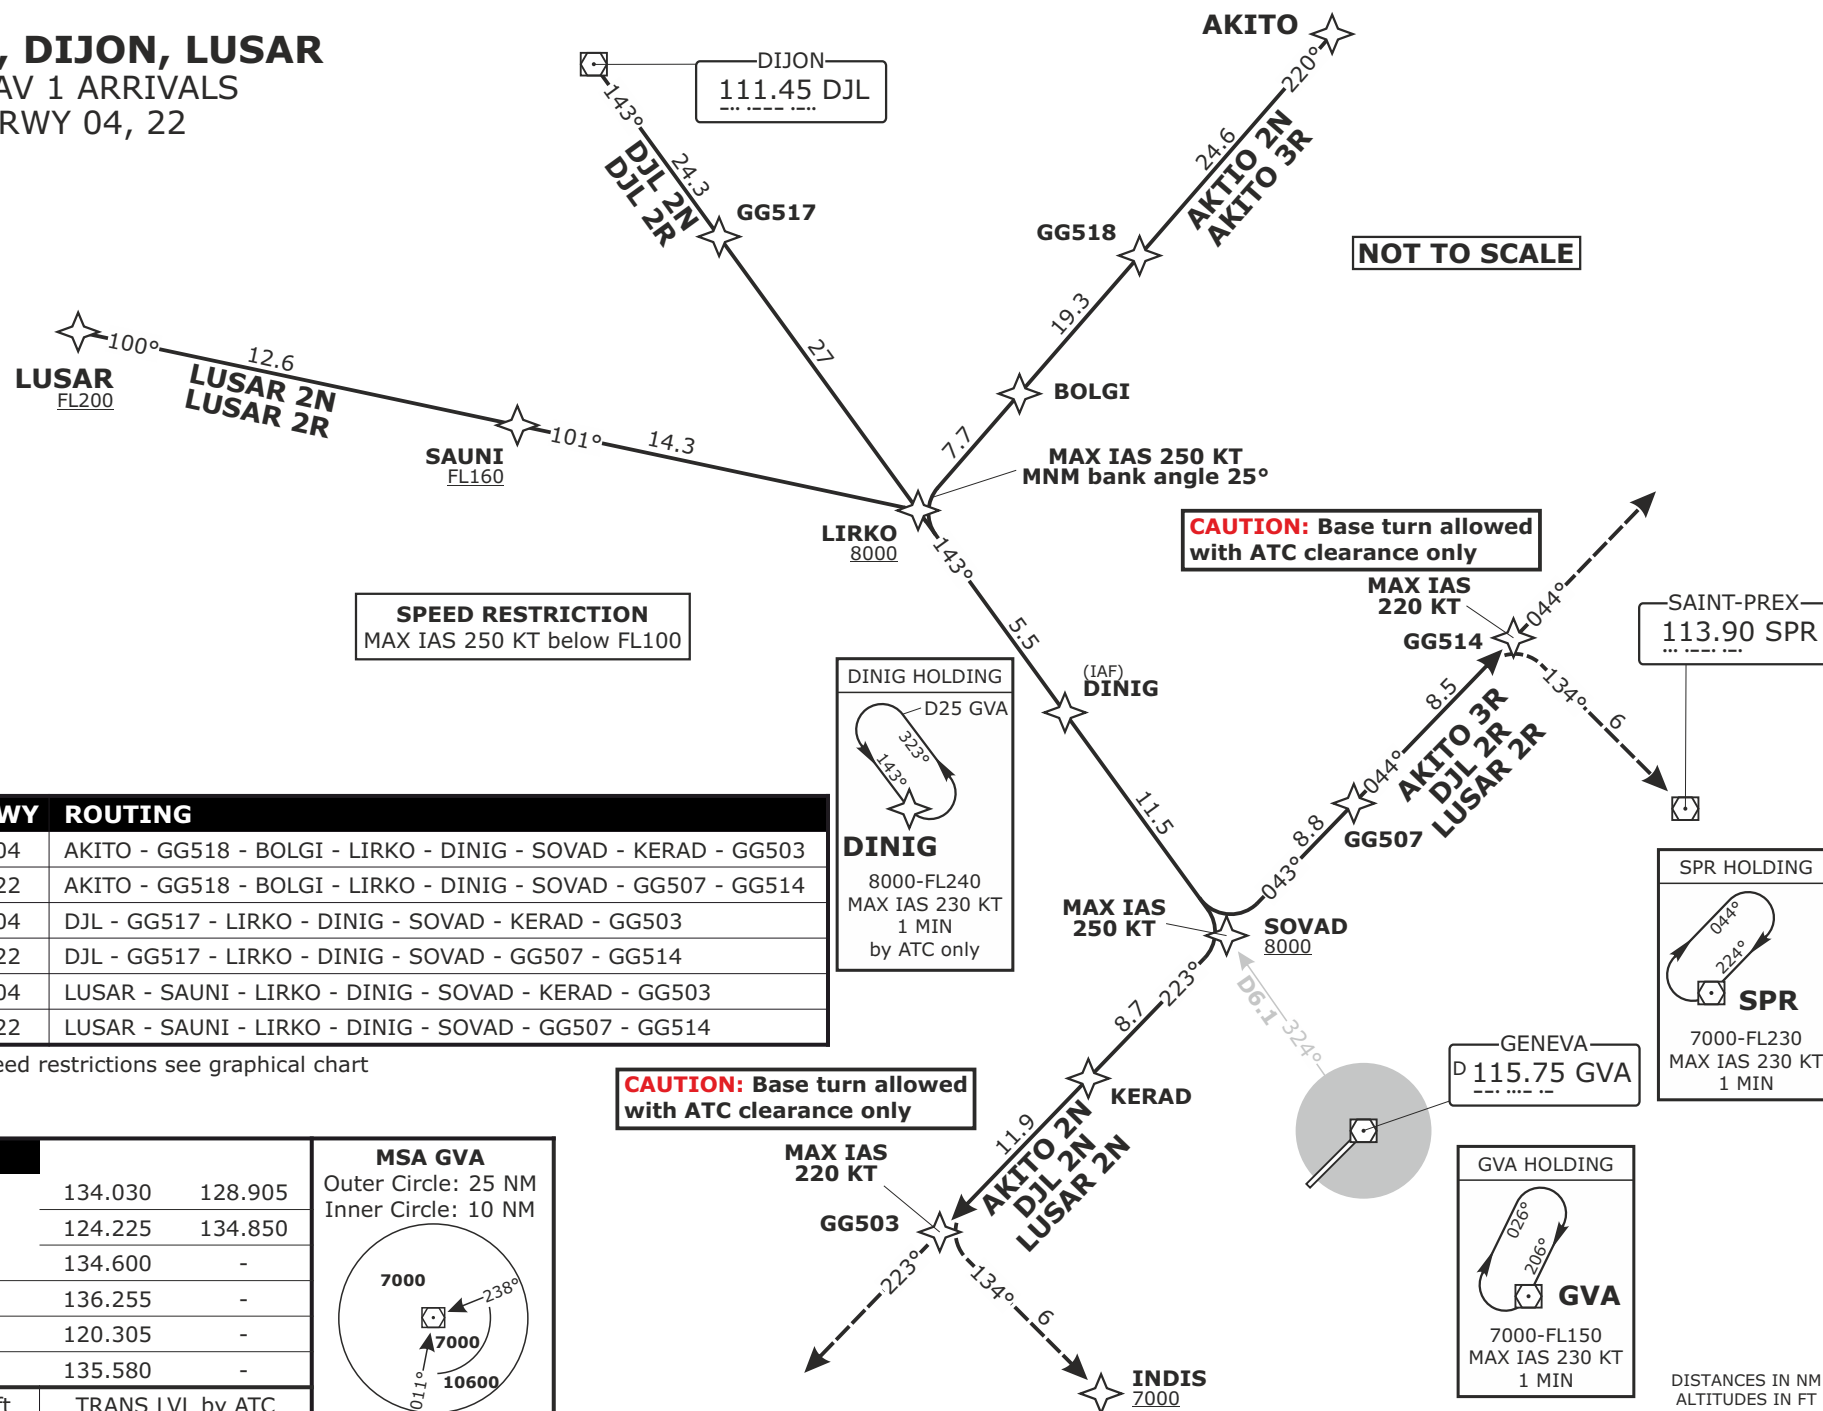 , DIJON, LUSAR
AV 1 ARRIVALS
RWY 04, 22
DIJON
111.45 DJL
AKITO
220°
24.6
AKTIO 2N
AKITO 3R
143°
24.3
DJL 2N
DJL 2R
GG517
GG518
NOT TO SCALE
19.3
27
BOLGI
7.7
LUSAR
FL200
100°
12.6
LUSAR 2N
LUSAR 2R
SAUNI
FL160
101°
14.3
MAX IAS 250 KT
MNM bank angle 25°
LIRKO
8000
143°
5.5
SPEED RESTRICTION
MAX IAS 250 KT below FL100
CAUTION: Base turn allowed
with ATC clearance only
MAX IAS
220 KT
GG514
044°
134°
6
SAINT-PREX
113.90 SPR
(IAF)
DINIG
11.5
8.5
AKITO 3R
DJL 2R
LUSAR 2R
044°
GG507
8.8
043°
DINIG HOLDING
D25 GVA
323°
143°
DINIG
8000-FL240
MAX IAS 230 KT
1 MIN
by ATC only
MAX IAS
250 KT
SOVAD
8000
D6.1
324°
SPR HOLDING
044°
224°
SPR
7000-FL230
MAX IAS 230 KT
1 MIN
WY ROUTING
04 AKITO - GG518 - BOLGI - LIRKO - DINIG - SOVAD - KERAD - GG503
22 AKITO - GG518 - BOLGI - LIRKO - DINIG - SOVAD - GG507 - GG514
04 DJL - GG517 - LIRKO - DINIG - SOVAD - KERAD - GG503
22 DJL - GG517 - LIRKO - DINIG - SOVAD - GG507 - GG514
04 LUSAR - SAUNI - LIRKO - DINIG - SOVAD - KERAD - GG503
22 LUSAR - SAUNI - LIRKO - DINIG - SOVAD - GG507 - GG514
eed restrictions see graphical chart
223°
8.7
KERAD
11.9
AKITO 2N
DJL 2N
LUSAR 2N
CAUTION: Base turn allowed
with ATC clearance only
MAX IAS
220 KT
GG503
223°
134°
6
INDIS
7000
GENEVA
D 115.75 GVA
GVA HOLDING
026°
206°
GVA
7000-FL150
MAX IAS 230 KT
1 MIN
134.030 128.905
124.225 134.850
134.600 -
136.255 -
120.305 -
135.580 -
ft TRANS LVL by ATC
MSA GVA
Outer Circle: 25 NM
Inner Circle: 10 NM
7000
238°
7000
10600
011°
DISTANCES IN NM
ALTITUDES IN FT